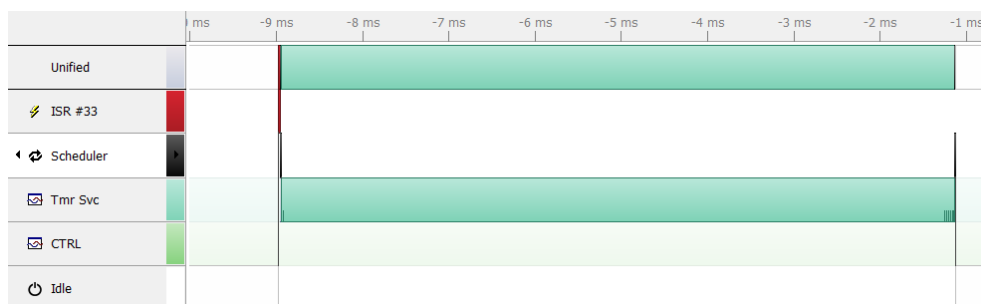 ) ms -9 ms -8 ms -7 ms -6 ms -5 ms -4 ms -3 ms -2 ms -1 ms
Unified
ISR #33
Scheduler
Tmr Svc
CTRL
Idle